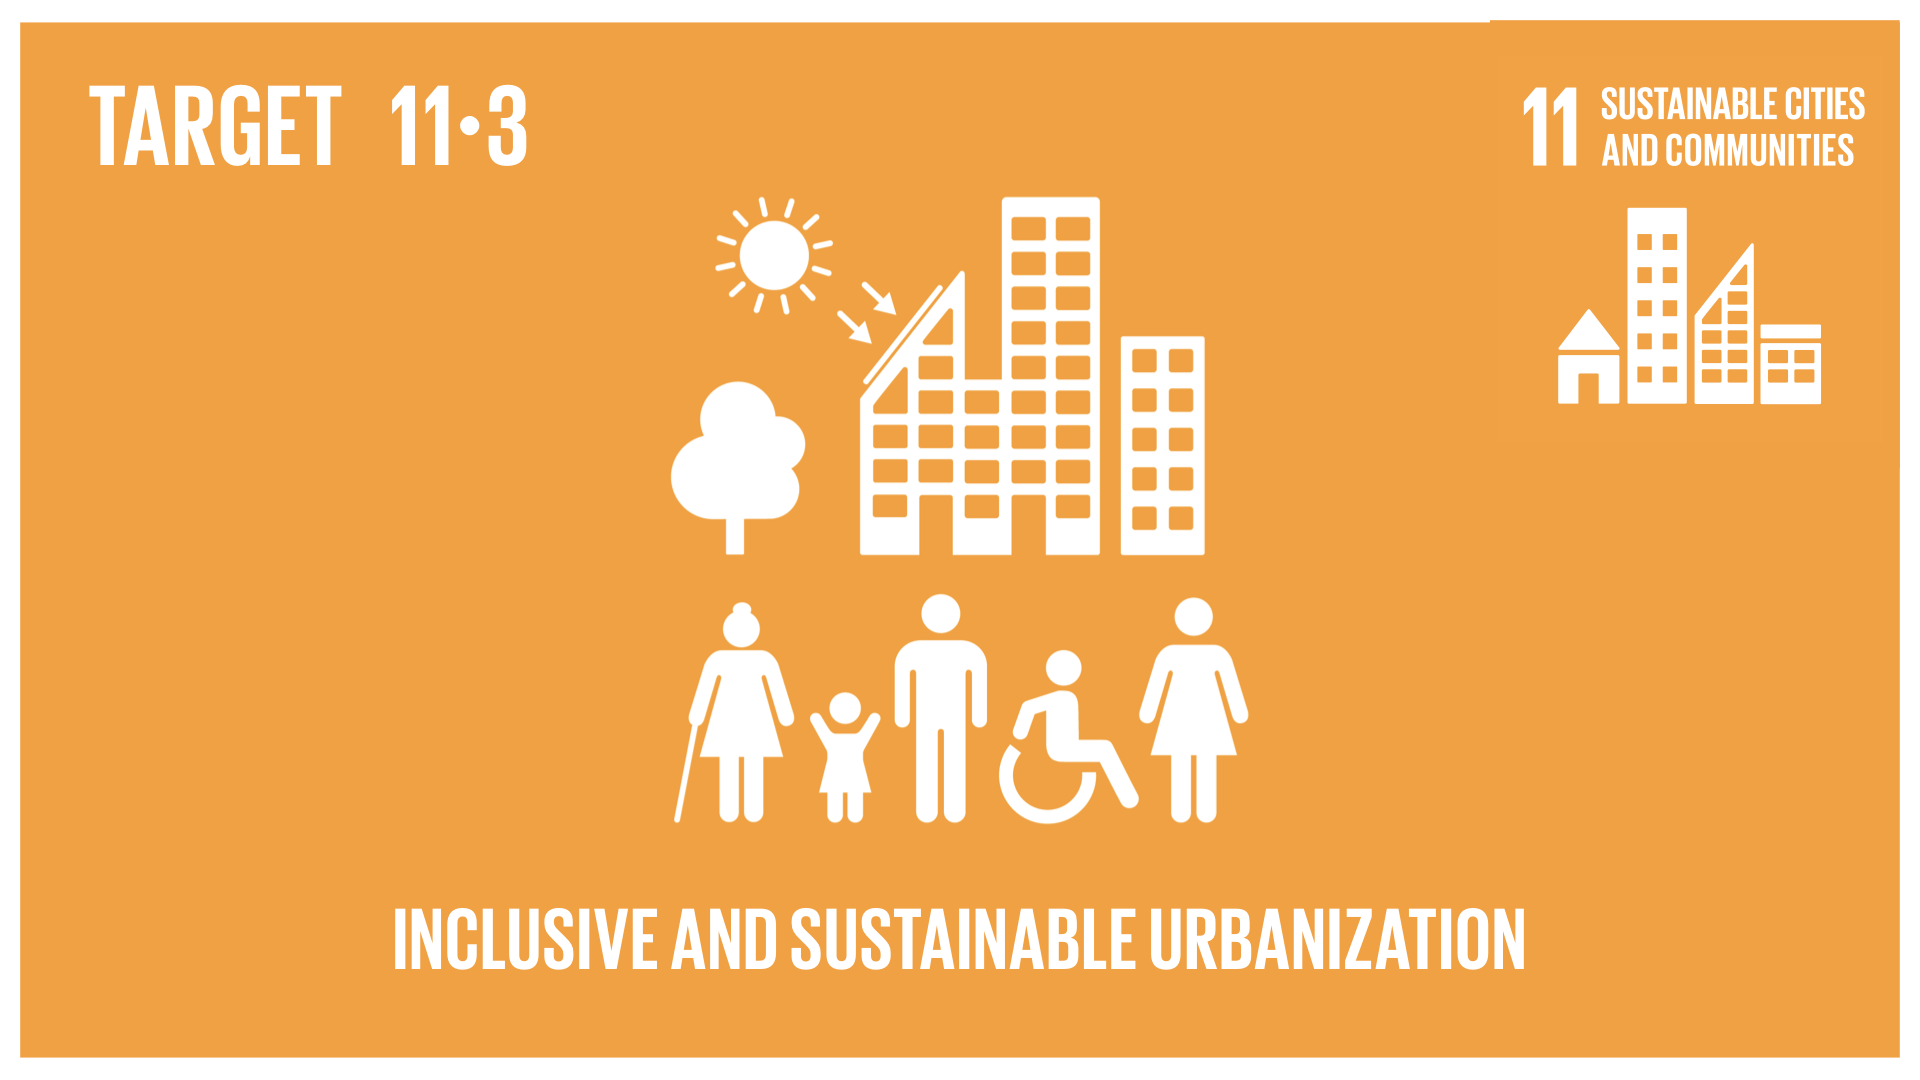 TARGET 11·3
11 SUSTAINABLE CITIES
AND COMMUNITIES
INCLUSIVE AND SUSTAINABLE URBANIZATION